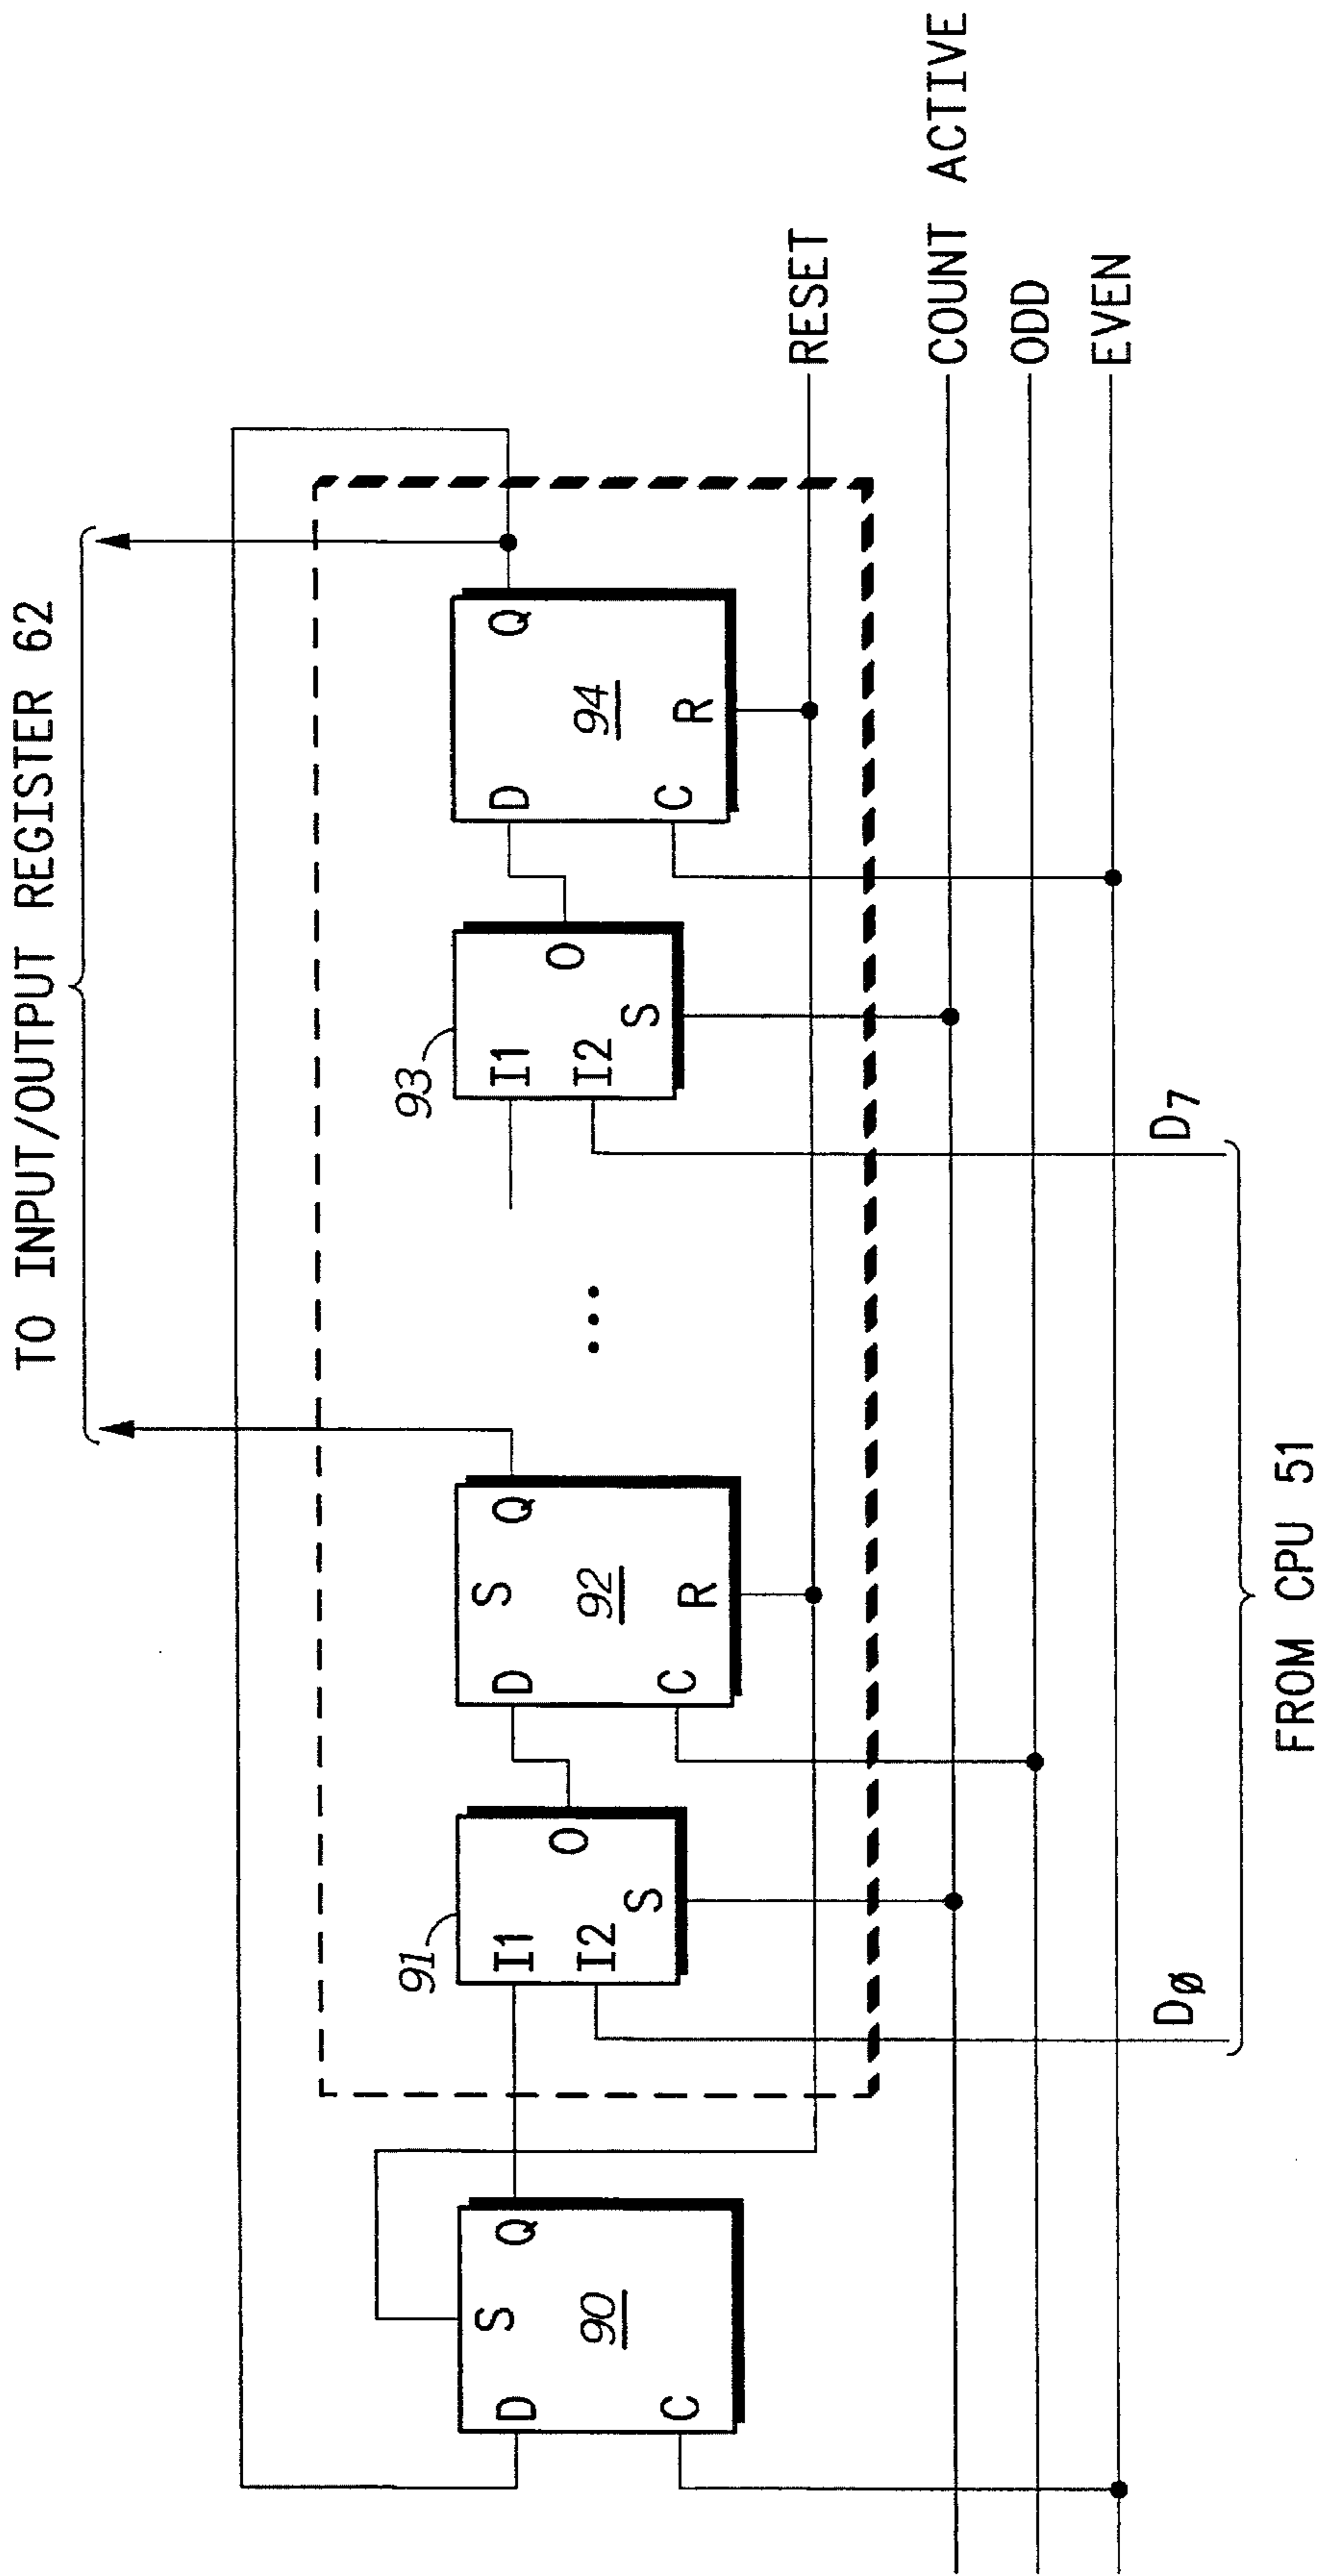 TO INPUT/OUTPUT REGISTER 62
D
S
Q
90
C
91
I1
I2
O
S
D
S
Q
92
C
R
...
93
I1
I2
O
S
D
Q
94
C
R
RESET
COUNT ACTIVE
ODD
EVEN
DØ
D7
FROM CPU 51